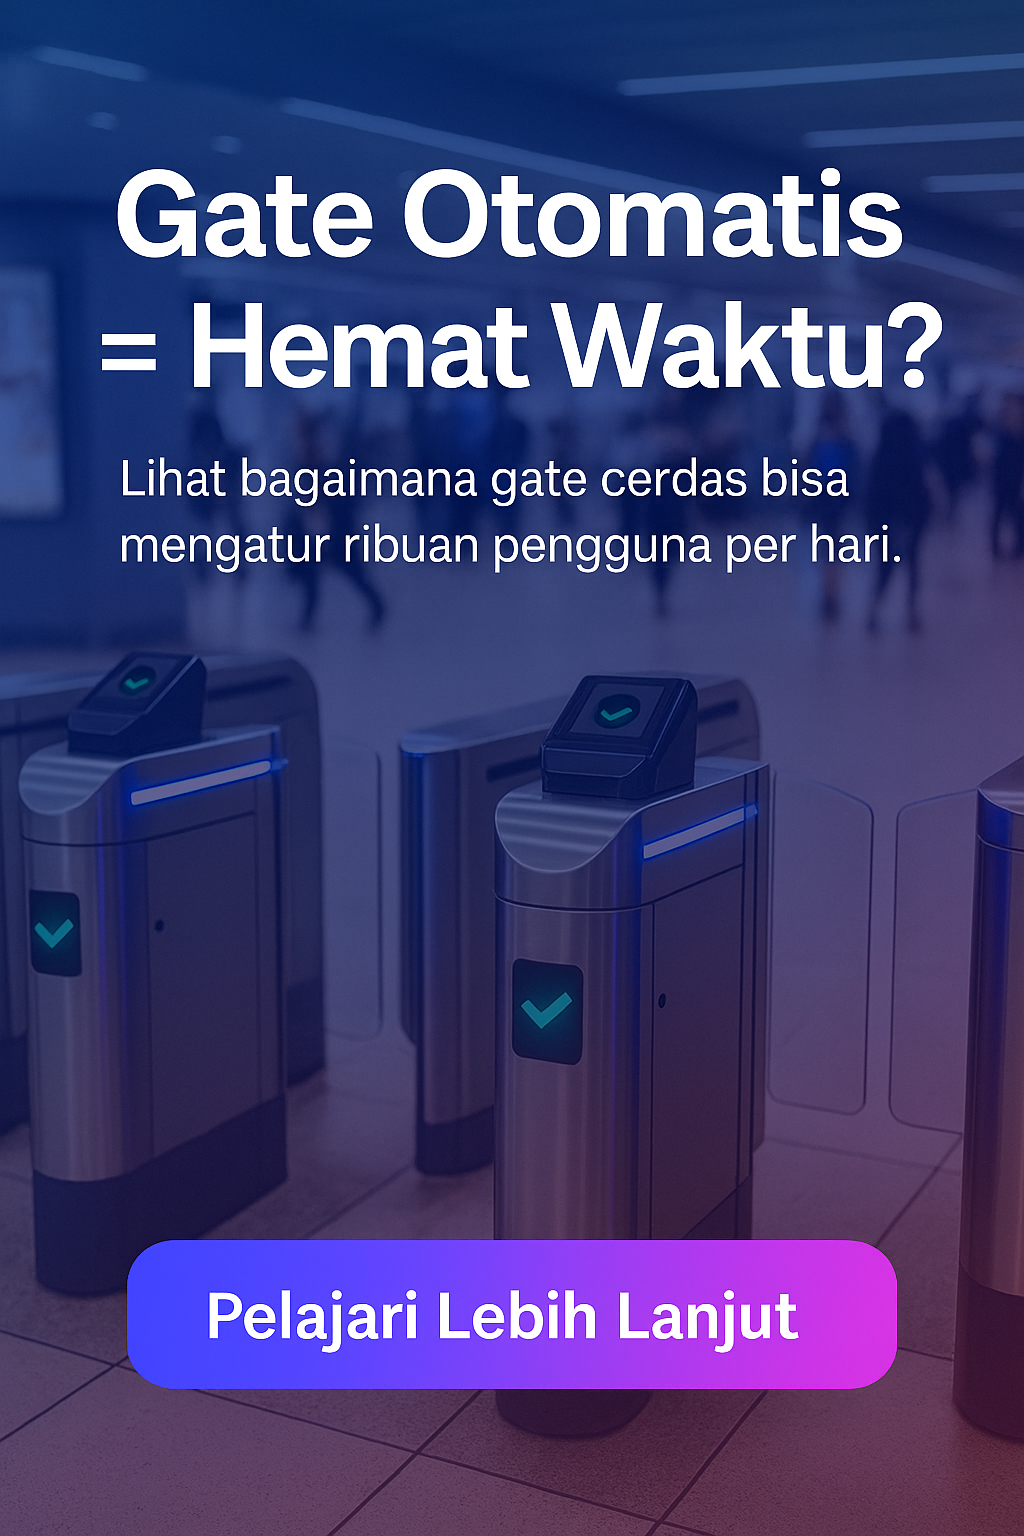 Gate Otomatis
= Hemat Waktu?
Lihat bagaimana gate cerdas bisa
mengatur ribuan pengguna per hari.
Pelajari Lebih Lanjut